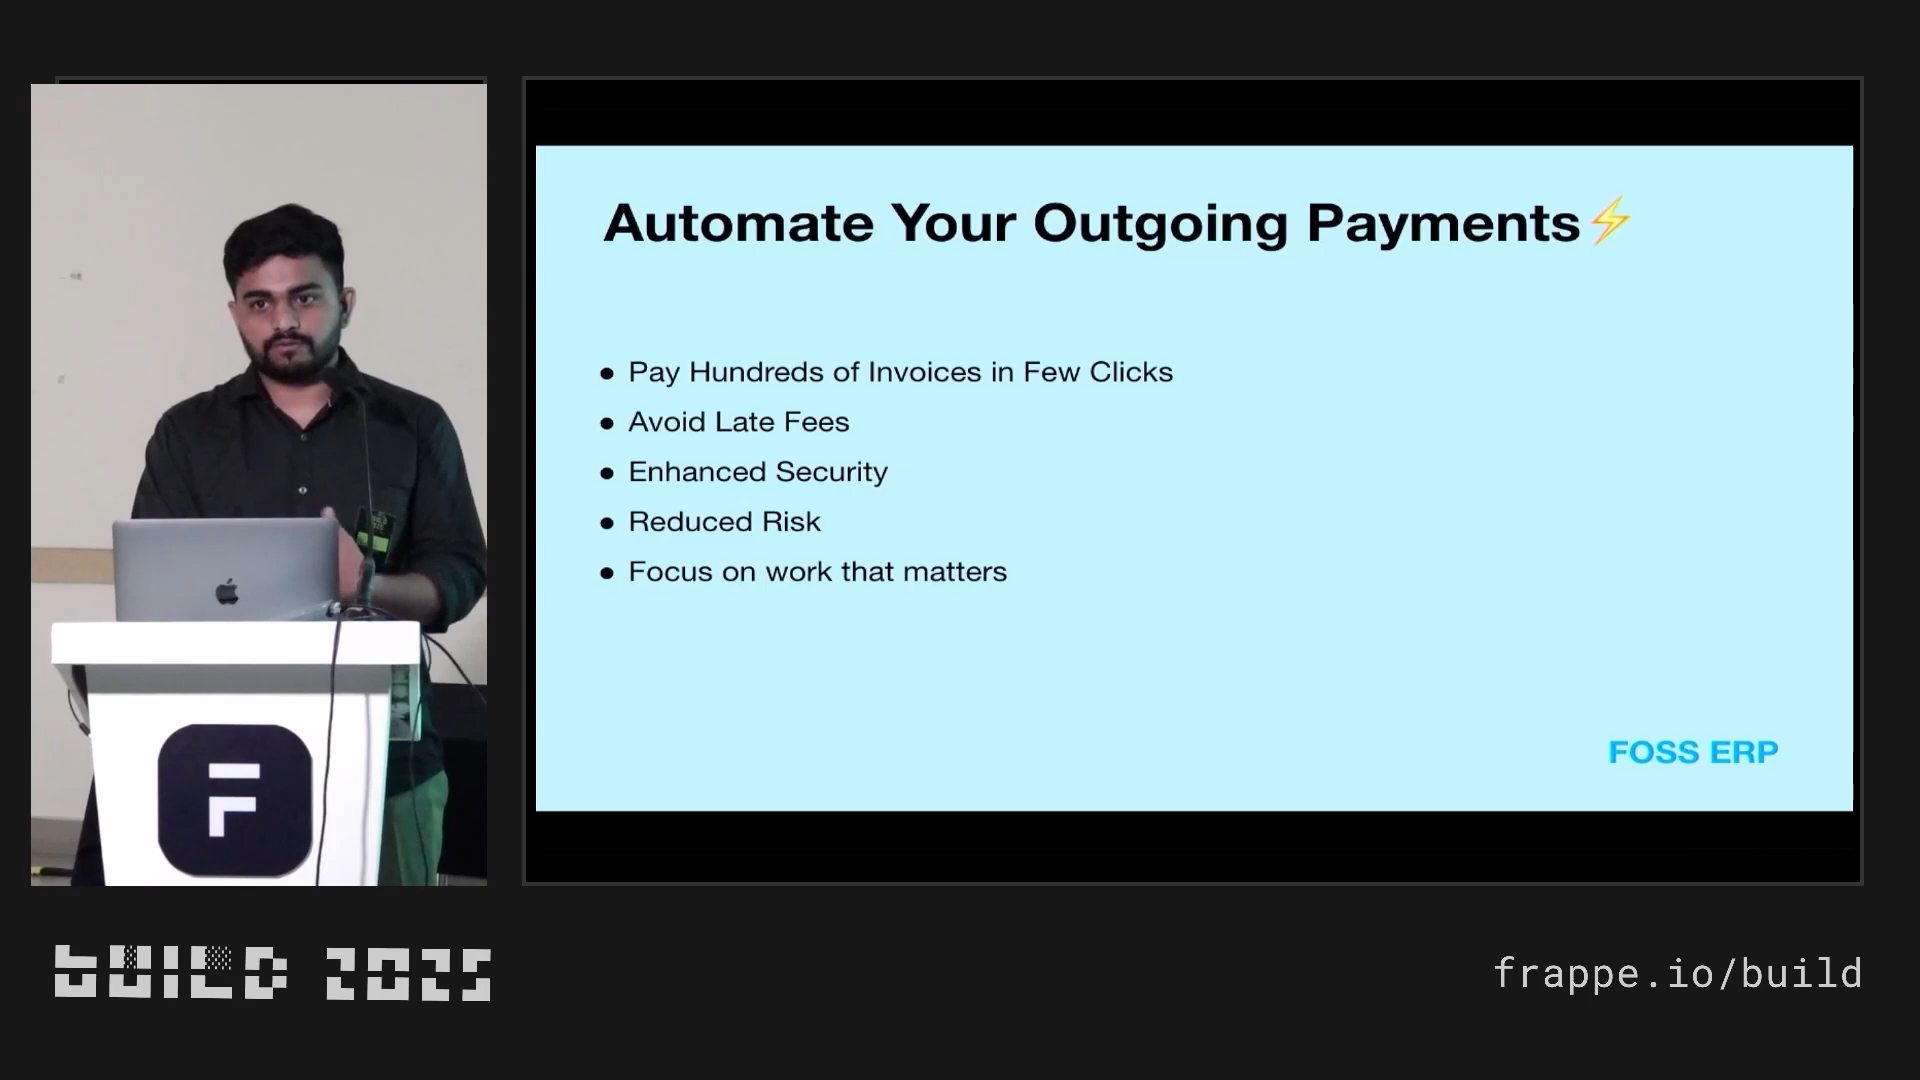 Automate Your Outgoing Payments⚡
● Pay Hundreds of Invoices in Few Clicks
● Avoid Late Fees
● Enhanced Security
● Reduced Risk
● Focus on work that matters
FOSS ERP
F
BUILD 2025
frappe.io/build